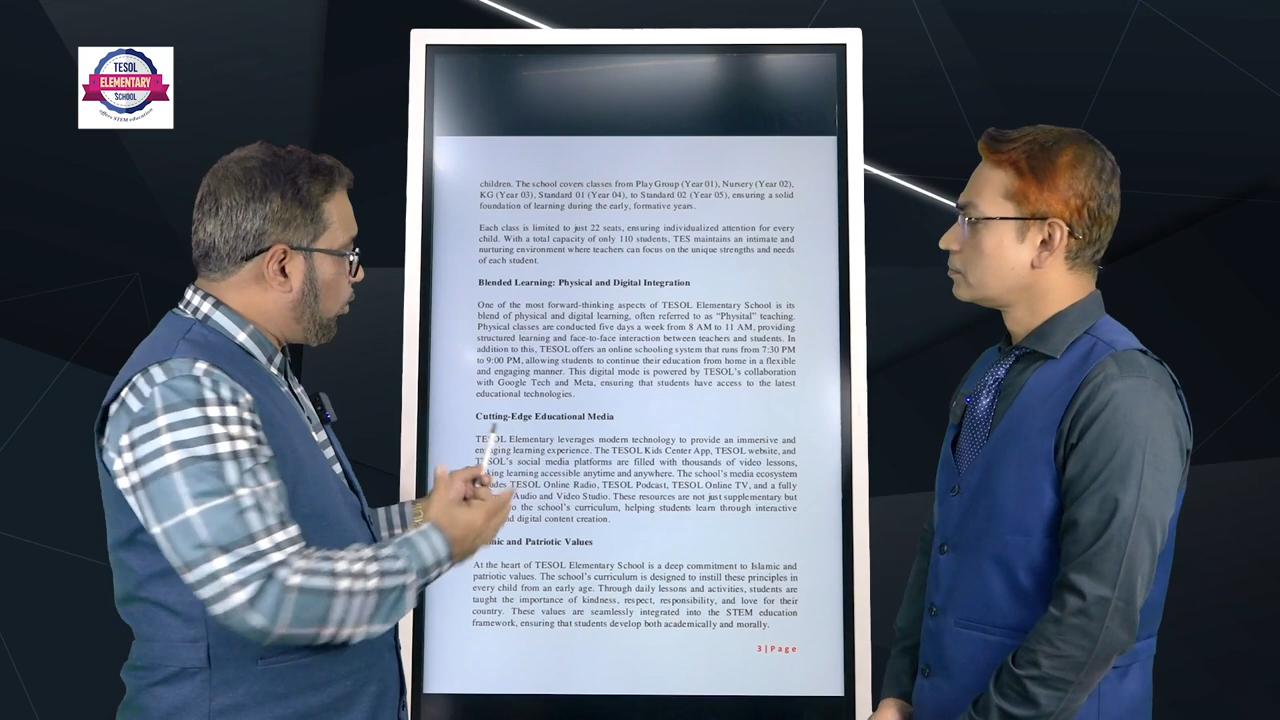 TESOL
ELEMENTARY
SCHOOL
offers STEM education
children. The school covers classes from Play Group (Year 01), Nursery (Year 02),
KG (Year 03), Standard 01 (Year 04), to Standard 02 (Year 05), ensuring a solid
foundation of learning during the early, formative years.
Each class is limited to just 22 seats, ensuring individualized attention for every
child. With a total capacity of only 110 students, TES maintains an intimate and
nurturing environment where teachers can focus on the unique strengths and needs
of each student.
Blended Learning: Physical and Digital Integration
One of the most forward-thinking aspects of TESOL Elementary School is its
blend of physical and digital learning, often referred to as “Physital” teaching.
Physical classes are conducted five days a week from 8 AM to 11 AM, providing
structured learning and face-to-face interaction between teachers and students. In
addition to this, TESOL offers an online schooling system that runs from 7:30 PM
to 9:00 PM, allowing students to continue their education from home in a flexible
and engaging manner. This digital mode is powered by TESOL’s collaboration
with Google Tech and Meta, ensuring that students have access to the latest
educational technologies.
Cutting-Edge Educational Media
TESOL Elementary leverages modern technology to provide an immersive and
engaging learning experience. The TESOL Kids Center App, TESOL website, and
TESOL’s social media platforms are filled with thousands of video lessons,
learning accessible anytime and anywhere. The school’s media ecosystem
TESOL Online Radio, TESOL Podcast, TESOL Online TV, and a fully
Audio and Video Studio. These resources are not just supplementary but
to the school’s curriculum, helping students learn through interactive
digital content creation.
and Patriotic Values
At the heart of TESOL Elementary School is a deep commitment to Islamic and
patriotic values. The school’s curriculum is designed to instill these principles in
every child from an early age. Through daily lessons and activities, students are
taught the importance of kindness, respect, responsibility, and love for their
country. These values are seamlessly integrated into the STEM education
framework, ensuring that students develop both academically and morally.
3 | Page